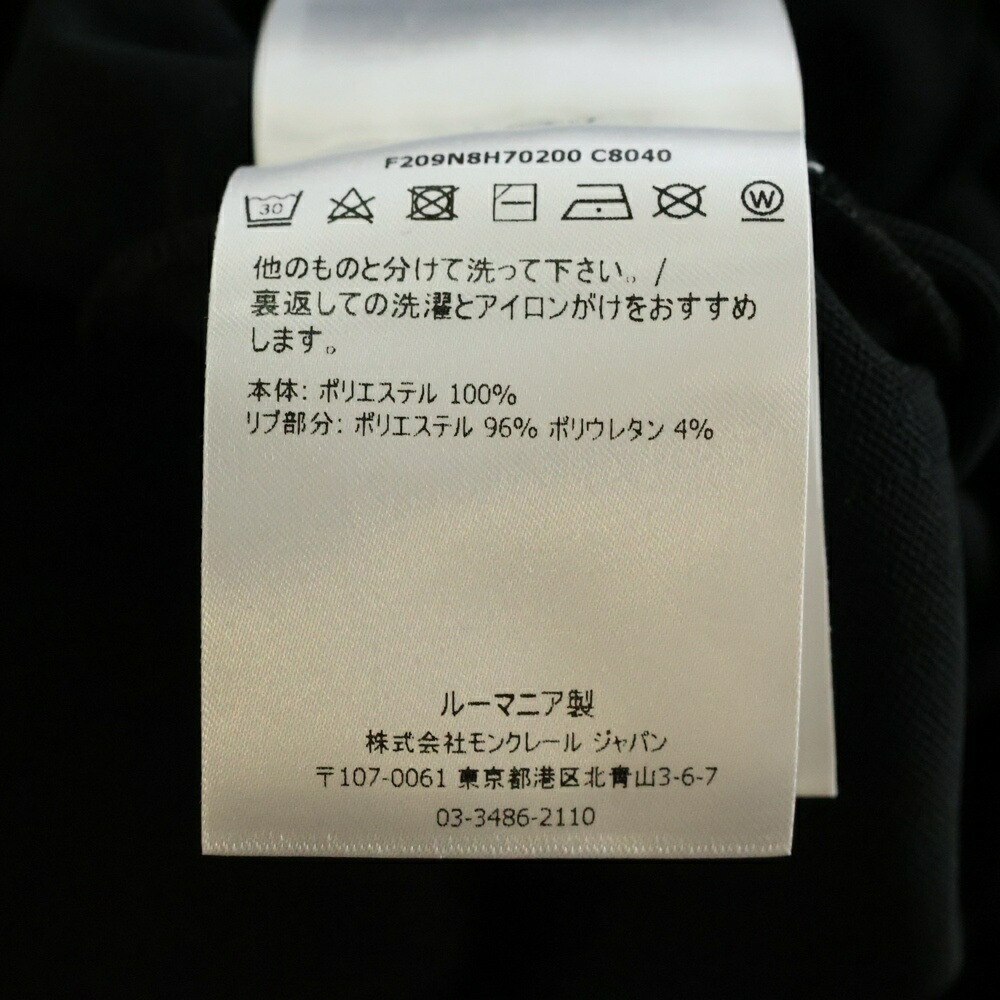 F209N8H70200 C8040
30
W
他のものと分けて洗って下さい。/
裏返しての洗濯とアイロンがけをおすすめ
します。
本体: ポリエステル 100%
リブ部分: ポリエステル 96% ポリウレタン 4%
ルーマニア製
株式会社モンクレール ジャパン
〒107-0061 東京都港区北青山3-6-7
03-3486-2110